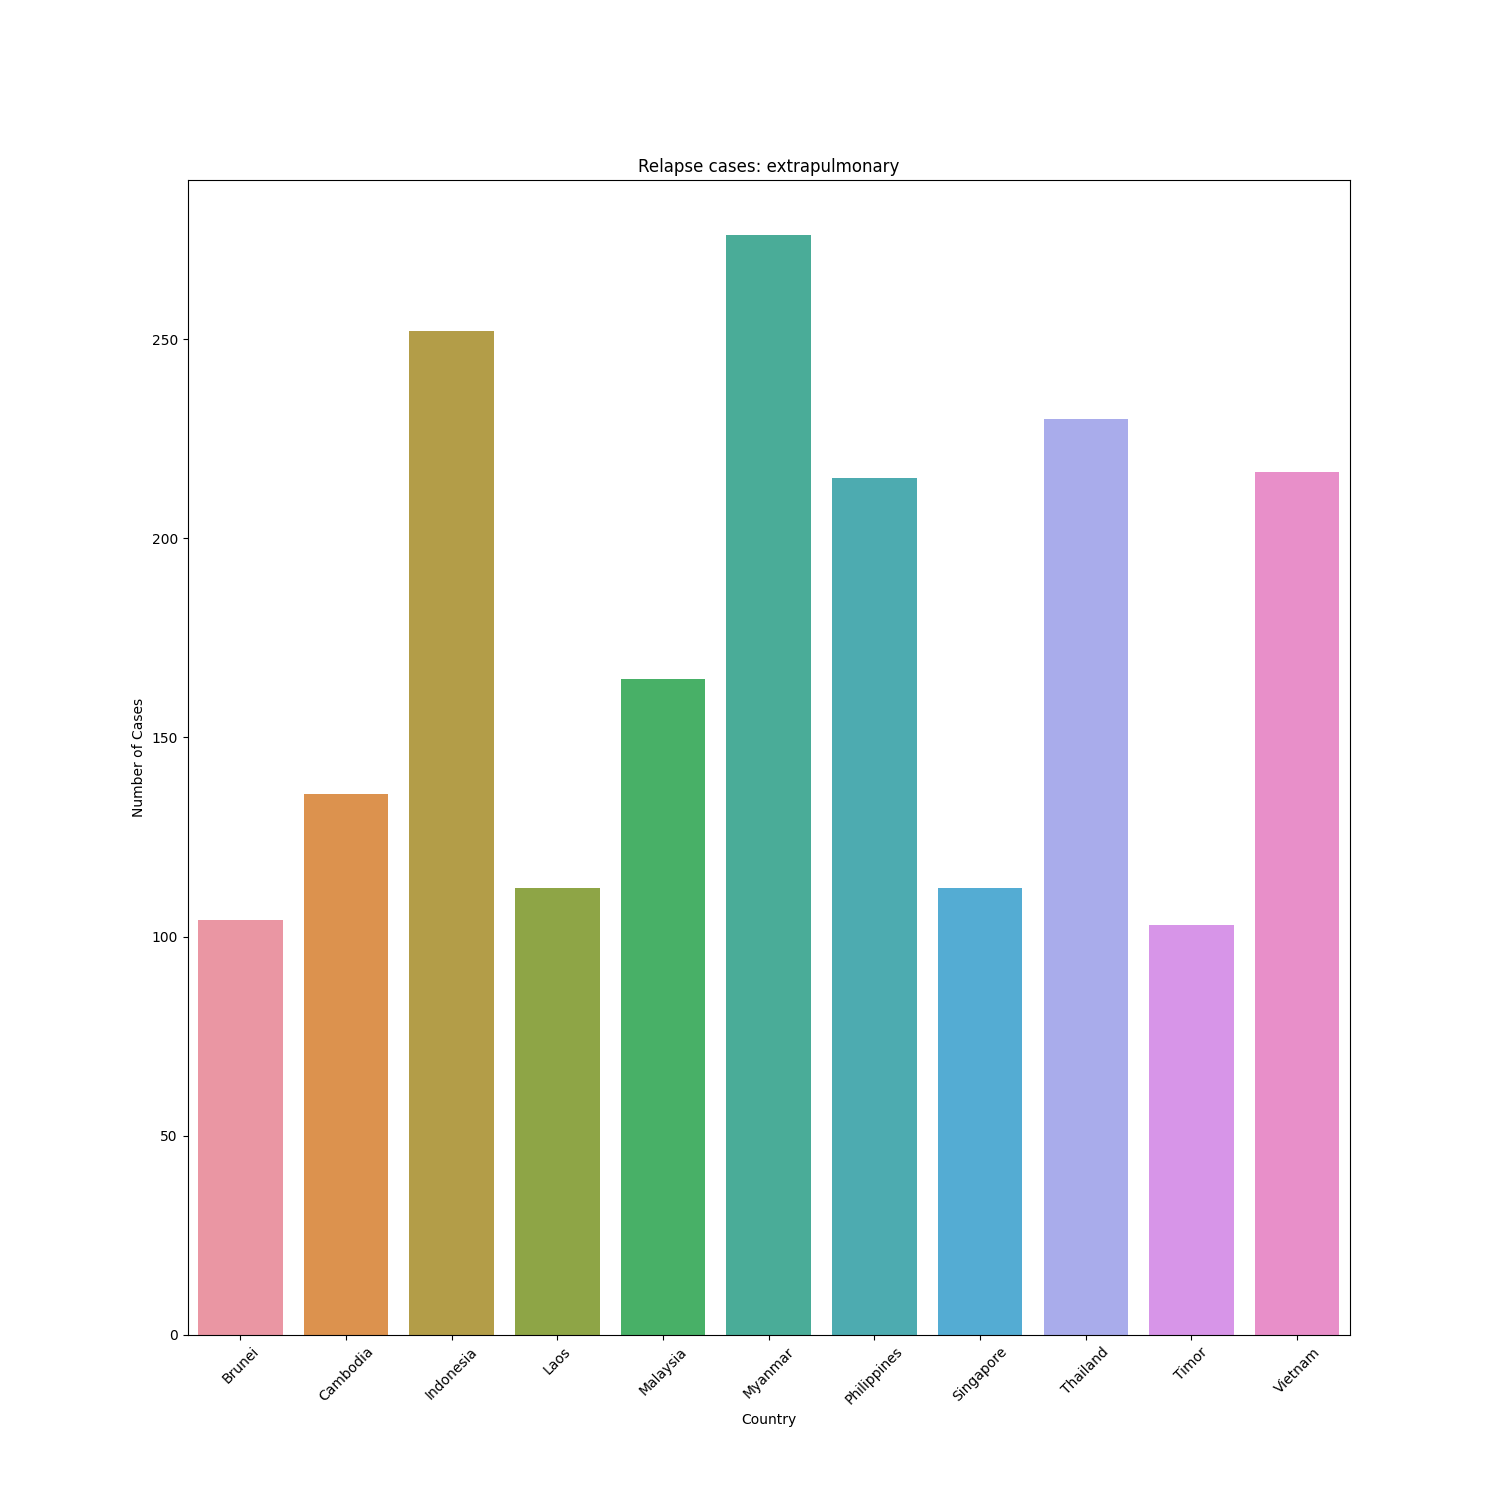 Relapse cases: extrapulmonary
Number of Cases
250
200
150
100
50
0
Brunei
Cambodia
Indonesia
Laos
Malaysia
Myanmar
Philippines
Singapore
Thailand
Timor
Vietnam
Country